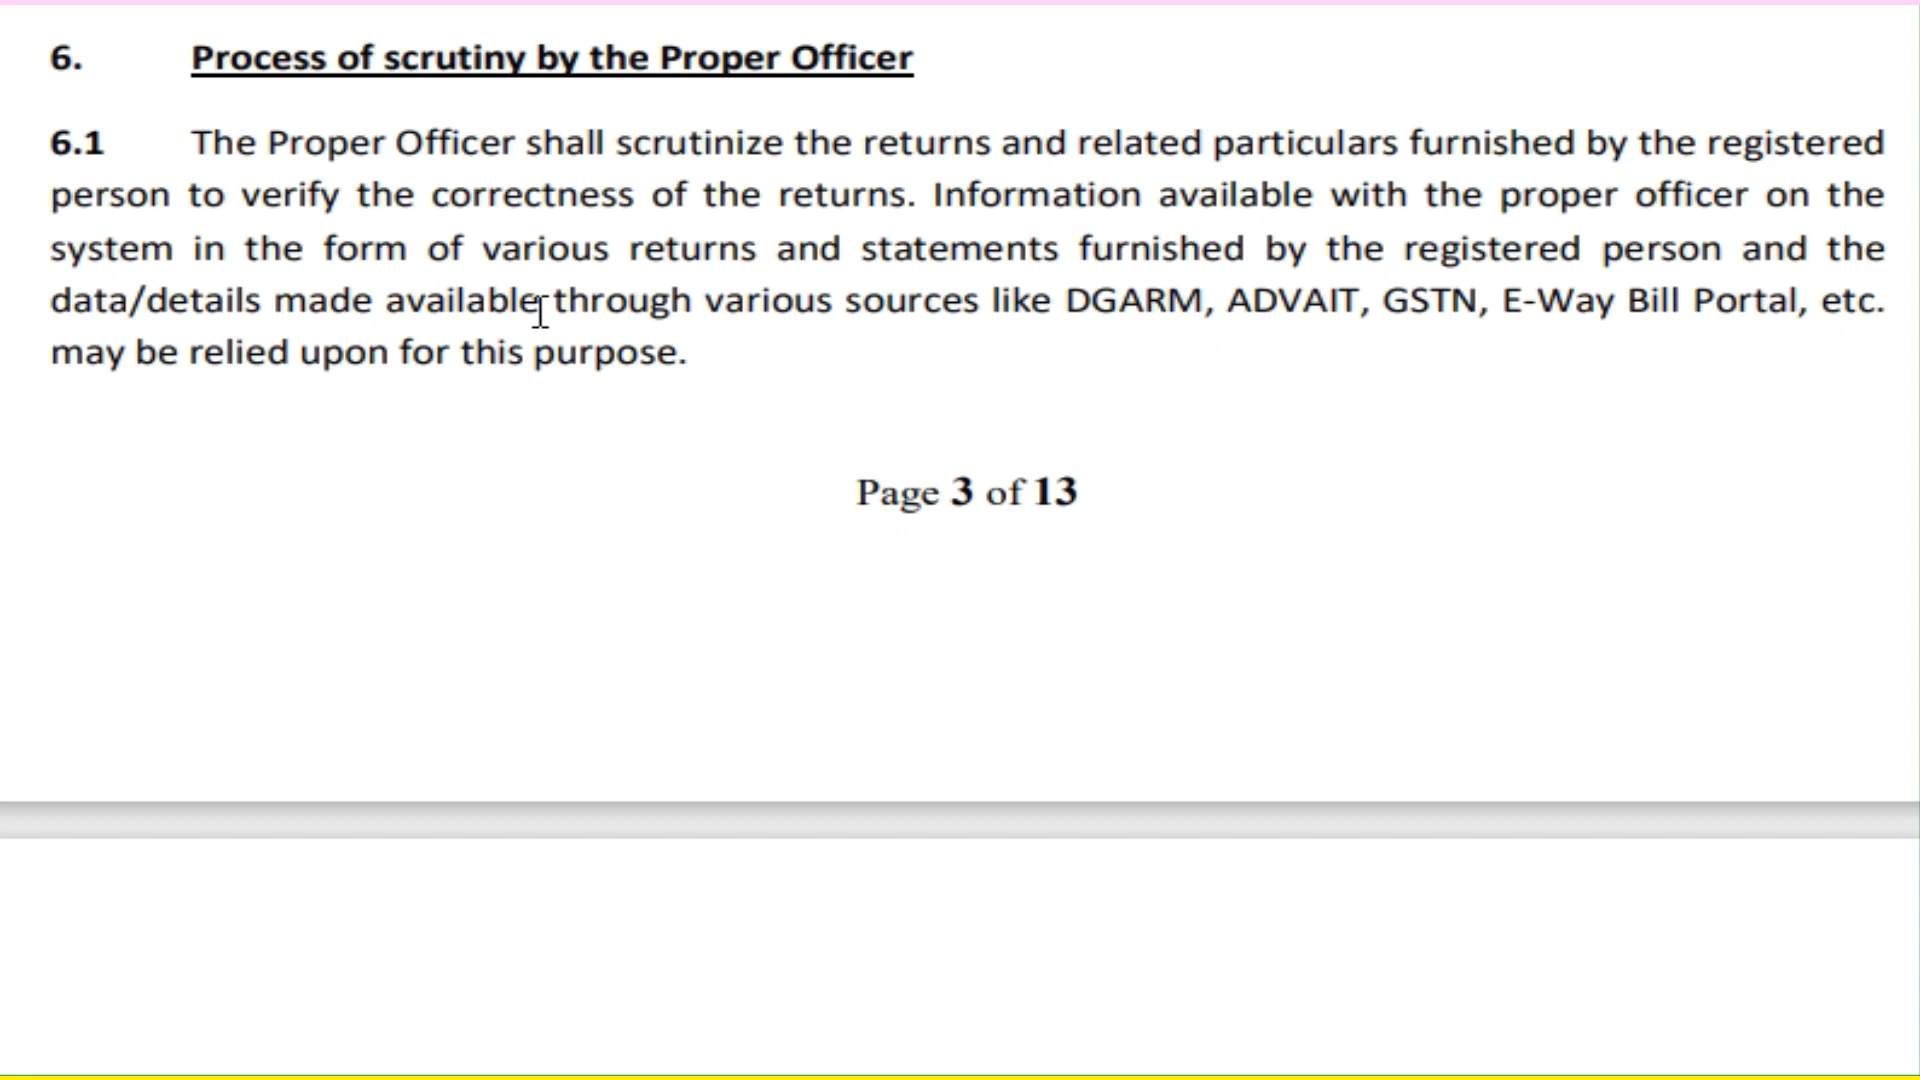 6. Process of scrutiny by the Proper Officer
6.1 The Proper Officer shall scrutinize the returns and related particulars furnished by the registered
person to verify the correctness of the returns. Information available with the proper officer on the
system in the form of various returns and statements furnished by the registered person and the
data/details made available through various sources like DGARM, ADVAIT, GSTN, E-Way Bill Portal, etc.
may be relied upon for this purpose.
Page 3 of 13